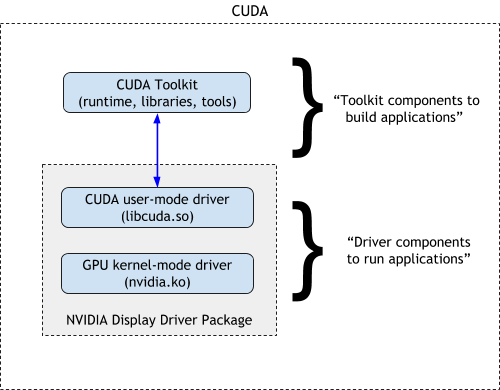 CUDA
CUDA Toolkit
(runtime, libraries, tools)
“Toolkit components to
build applications”
CUDA user-mode driver
(libcuda.so)
“Driver components
to run applications”
GPU kernel-mode driver
(nvidia.ko)
NVIDIA Display Driver Package